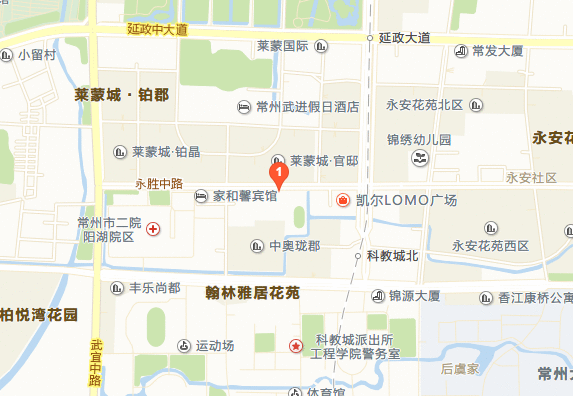 延政中大道
莱蒙国际
延政大道
小留村
常发大厦
莱蒙城·铂郡
常州武进假日酒店
永安花苑北区
锦绣幼儿园
永安花
莱蒙城·铂晶
莱蒙城·官邸
1
永安社区
永胜中路
家和馨宾馆
凯尔LOMO广场
常州市二院
阳湖院区
中奥珑郡
永安花苑西区
科教城北
丰乐尚都
翰林雅居花苑
锦源大厦
香江康桥公寓
柏悦湾花园
武宜中路
运动场
科教城派出所
工程学院警务室
后虞家
常州大
体育馆